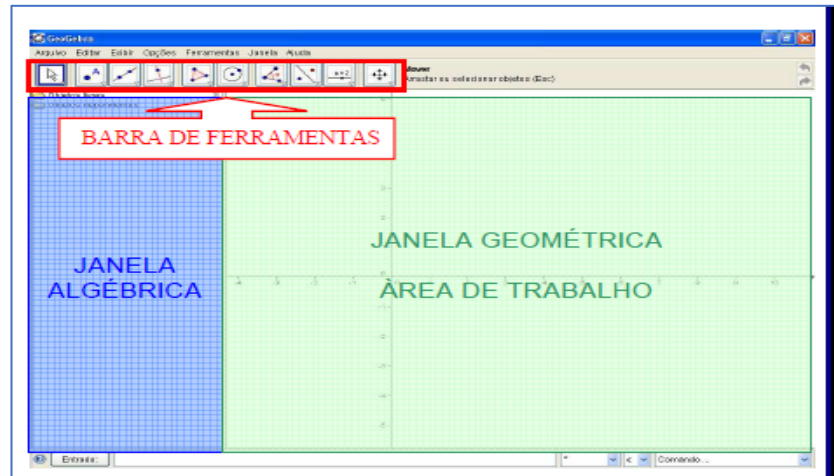 GeoGebra
Arquivo Editar Exibir Opções Ferramentas Janela Ajuda
Mover
Arrastar ou selecionar objetos (Esc)
BARRA DE FERRAMENTAS
JANELA GEOMÉTRICA
JANELA
ALGÉBRICA
ÀREA DE TRABALHO
Entrada:
Comando...